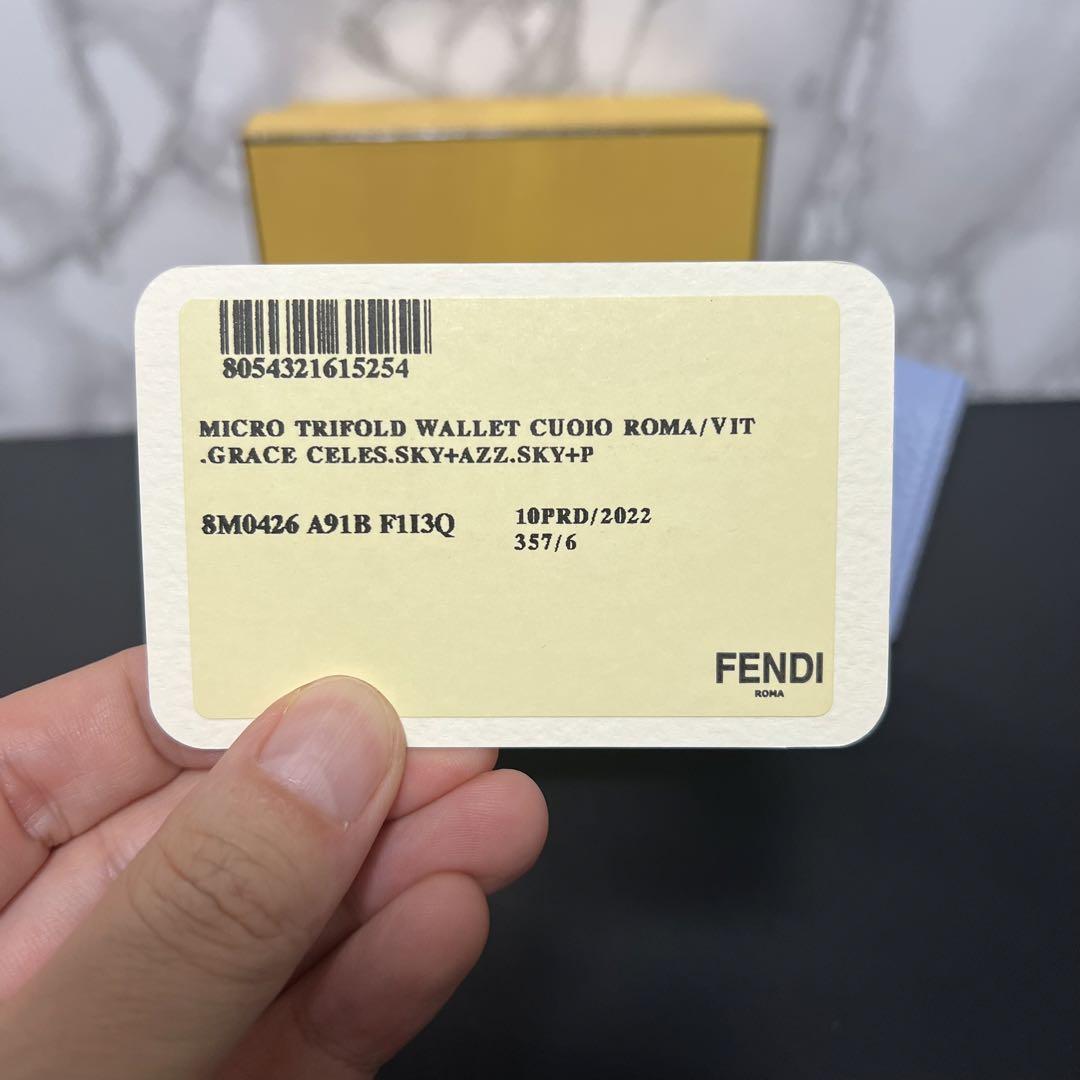 8054321615254
MICRO TRIFOLD WALLET CUOIO ROMA/VIT
.GRACE CELES.SKY+AZZ.SKY+P
8M0426 A91B F1I3Q
10PRD/2022
357/6
FENDI
ROMA